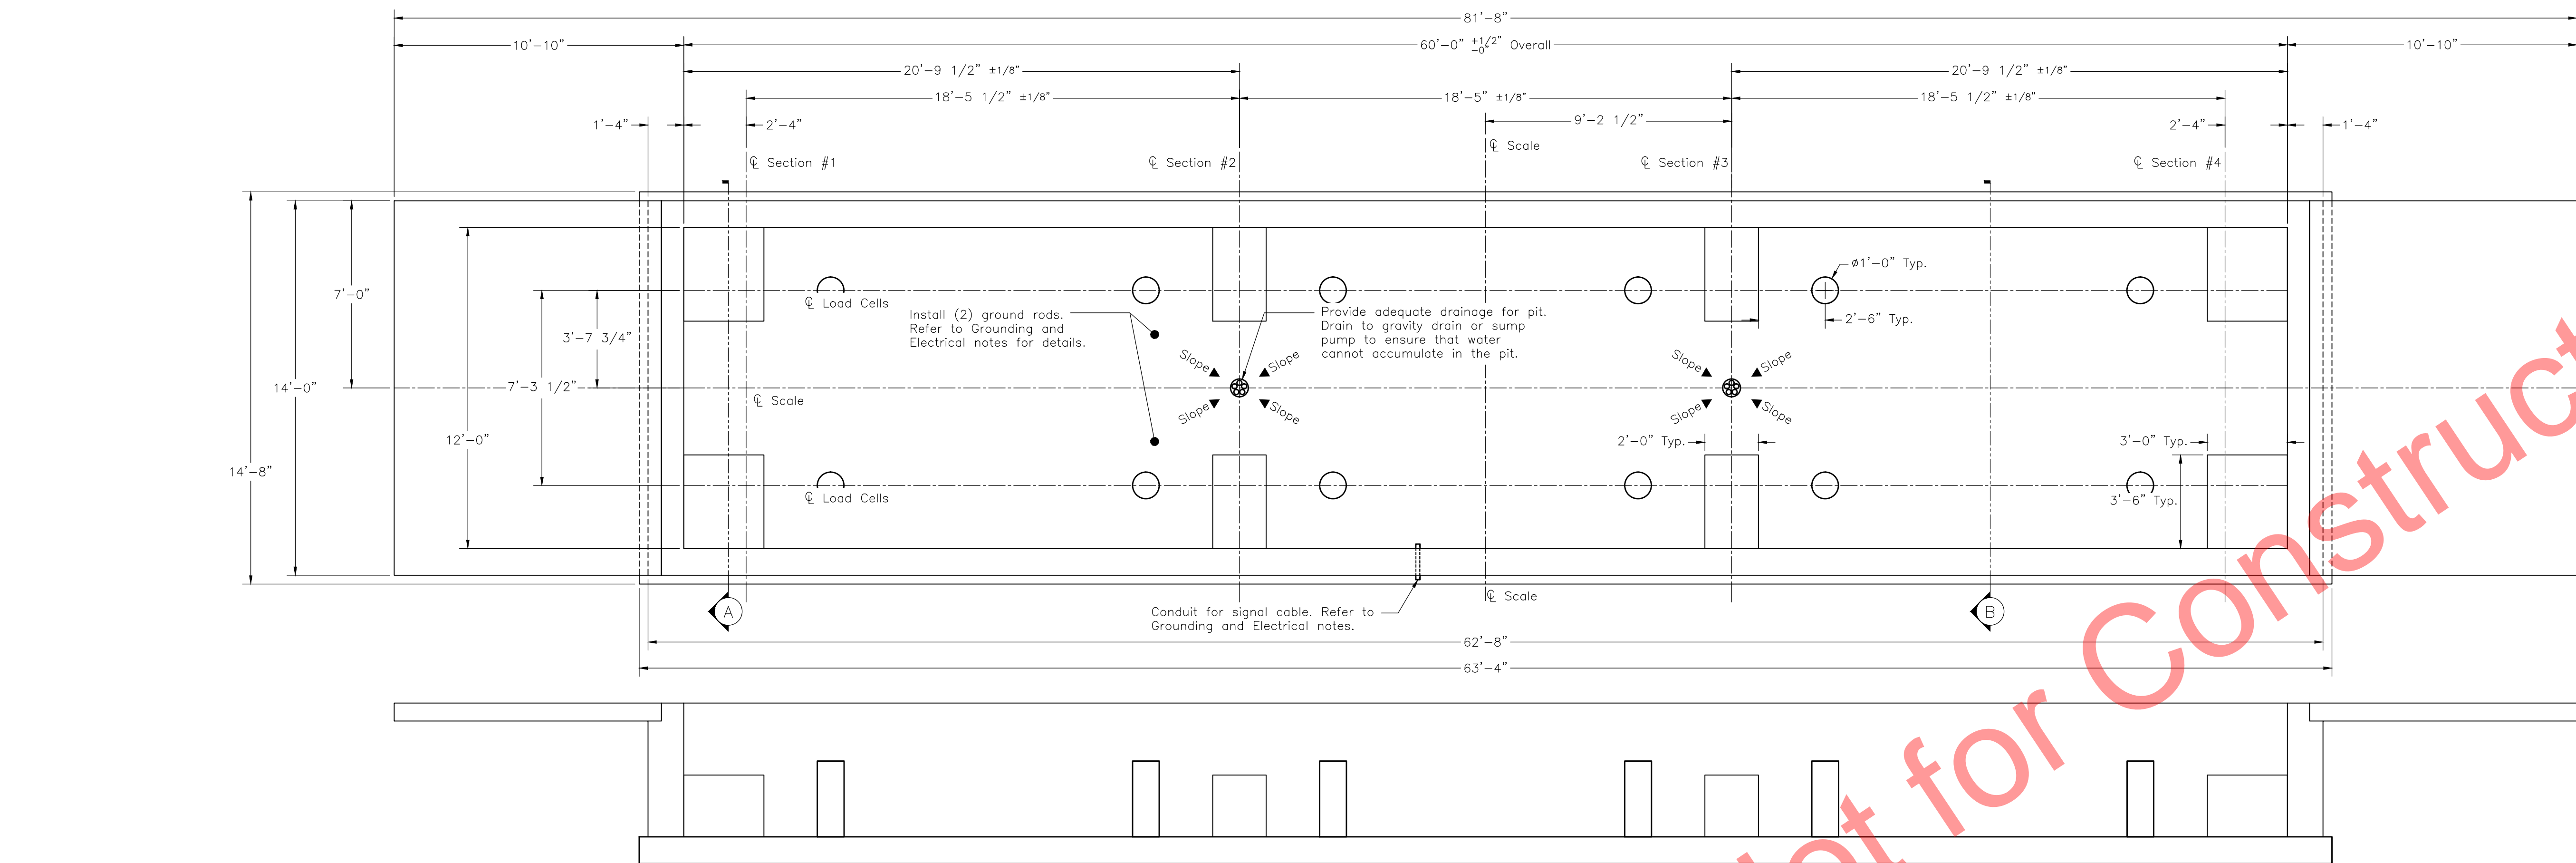 81'-8"
10'-10"
60'-0" +1/2" -0" Overall
10'-10"
20'-9 1/2" ±1/8"
20'-9 1/2" ±1/8"
18'-5 1/2" ±1/8"
18'-5" ±1/8"
18'-5 1/2" ±1/8"
1'-4"
2'-4"
9'-2 1/2"
2'-4"
1'-4"
℄ Scale
℄ Section #1
℄ Section #2
℄ Section #3
℄ Section #4
14'-8"
14'-0"
7'-0"
12'-0"
7'-3 1/2"
3'-7 3/4"
℄ Load Cells
Install (2) ground rods.
Refer to Grounding and
Electrical notes for details.
Provide adequate drainage for pit.
Drain to gravity drain or sump
pump to ensure that water
cannot accumulate in the pit.
ø1'-0" Typ.
2'-6" Typ.
Slope
Slope
Slope
Slope
Slope
Slope
Slope
Slope
℄ Scale
2'-0" Typ.
3'-0" Typ.
3'-6" Typ.
℄ Load Cells
Conduit for signal cable. Refer to
Grounding and Electrical notes.
℄ Scale
A
B
62'-8"
63'-4"
ot for Construct